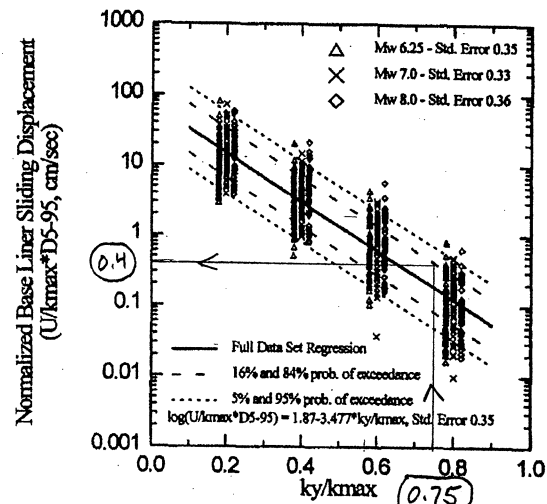 Normalized Base Liner Sliding Displacement
(U/kmax*D5-95, cm/sec)
1000
100
10
1
0.1
0.01
0.001
0.4
△ Mw 6.25 - Std. Error 0.35
× Mw 7.0 - Std. Error 0.33
◇ Mw 8.0 - Std. Error 0.36
Full Data Set Regression
16% and 84% prob. of exceedance
5% and 95% prob. of exceedance
log(U/kmax*D5-95) = 1.87-3.477*ky/kmax, Std. Error 0.35
0.0 0.2 0.4 0.6 0.8 1.0
ky/kmax
0.75